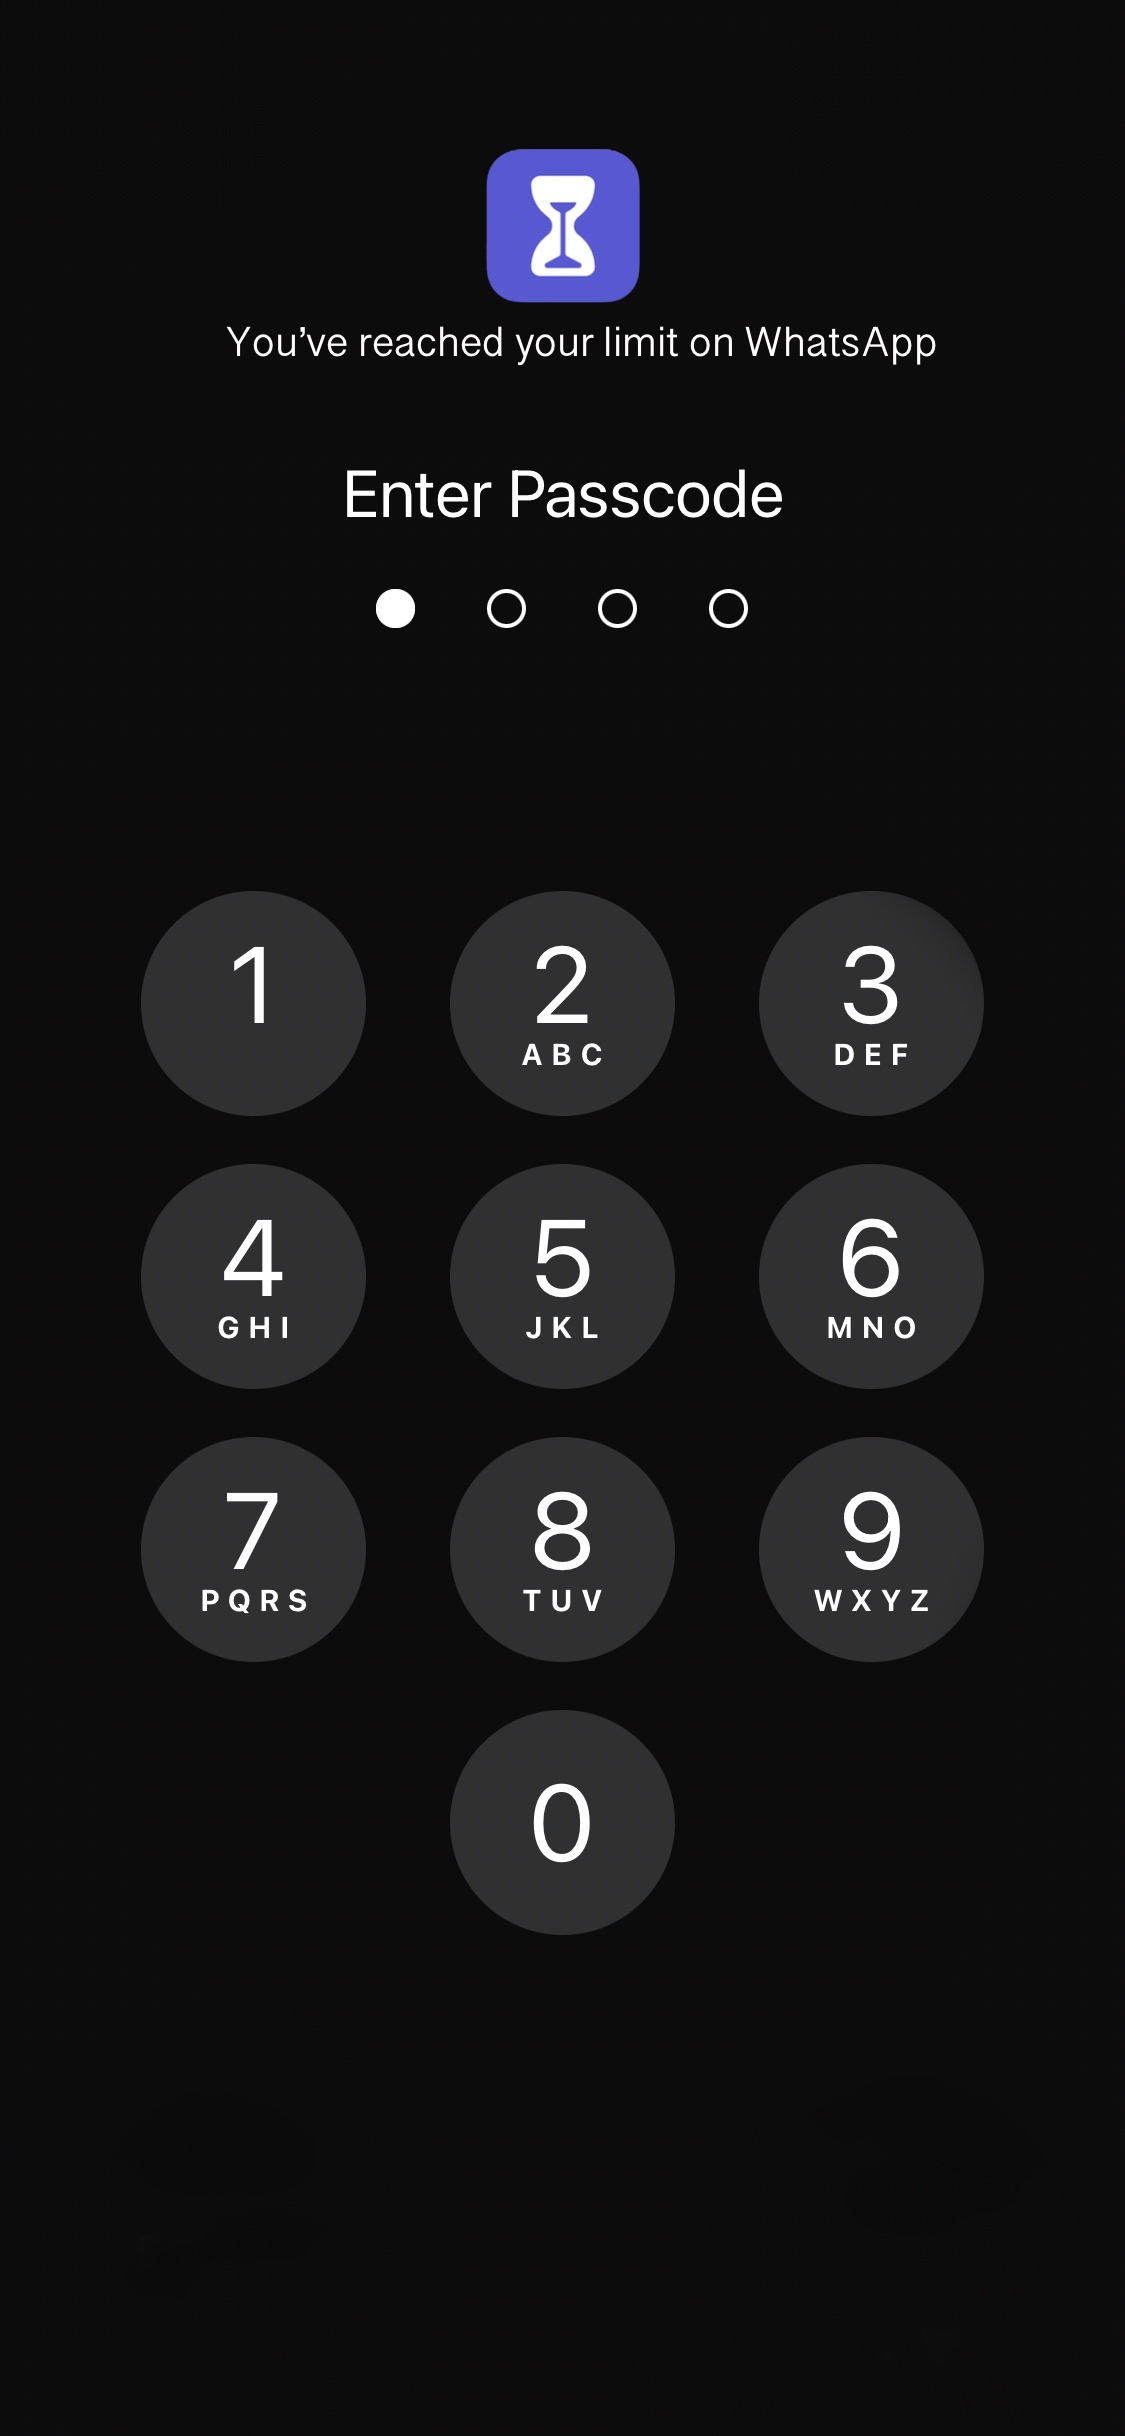 You’ve reached your limit on WhatsApp
Enter Passcode
1
2
ABC
3
DEF
4
GHI
5
JKL
6
MNO
7
PQRS
8
TUV
9
WXYZ
0